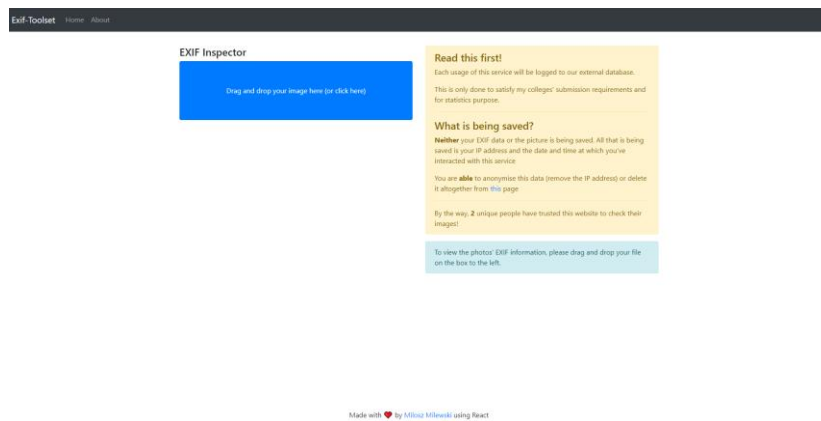 Exif-Toolset Home About
EXIF Inspector
Drag and drop your image here (or click here)
Read this first!
Each usage of this service will be logged to our external database.
This is only done to satisfy my colleges' submission requirements and
for statistics purpose.
What is being saved?
Neither your EXIF data or the picture is being saved. All that is being
saved is your IP address and the date and time at which you've
interacted with this service
You are able to anonymise this data (remove the IP address) or delete
it altogether from this page
By the way, 2 unique people have trusted this website to check their
images!
To view the photos' EXIF information, please drag and drop your file
on the box to the left.
Made with ❤ by Milosz Milewski using React